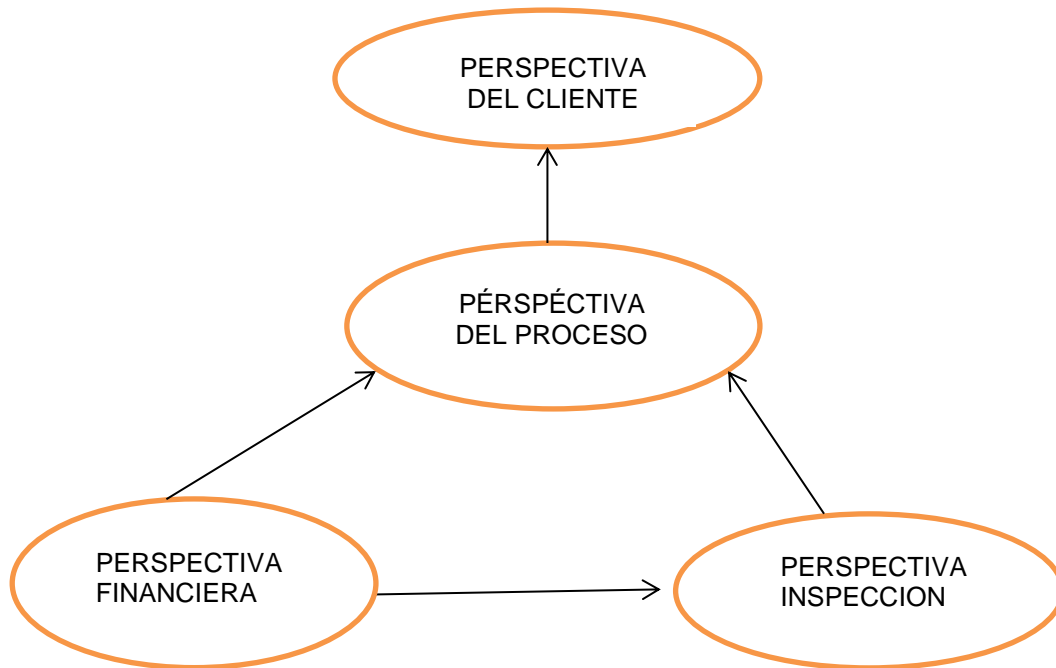 PERSPECTIVA
DEL CLIENTE
PÉRSPÉCTIVA
DEL PROCESO
PERSPECTIVA
FINANCIERA
PERSPECTIVA
INSPECCION